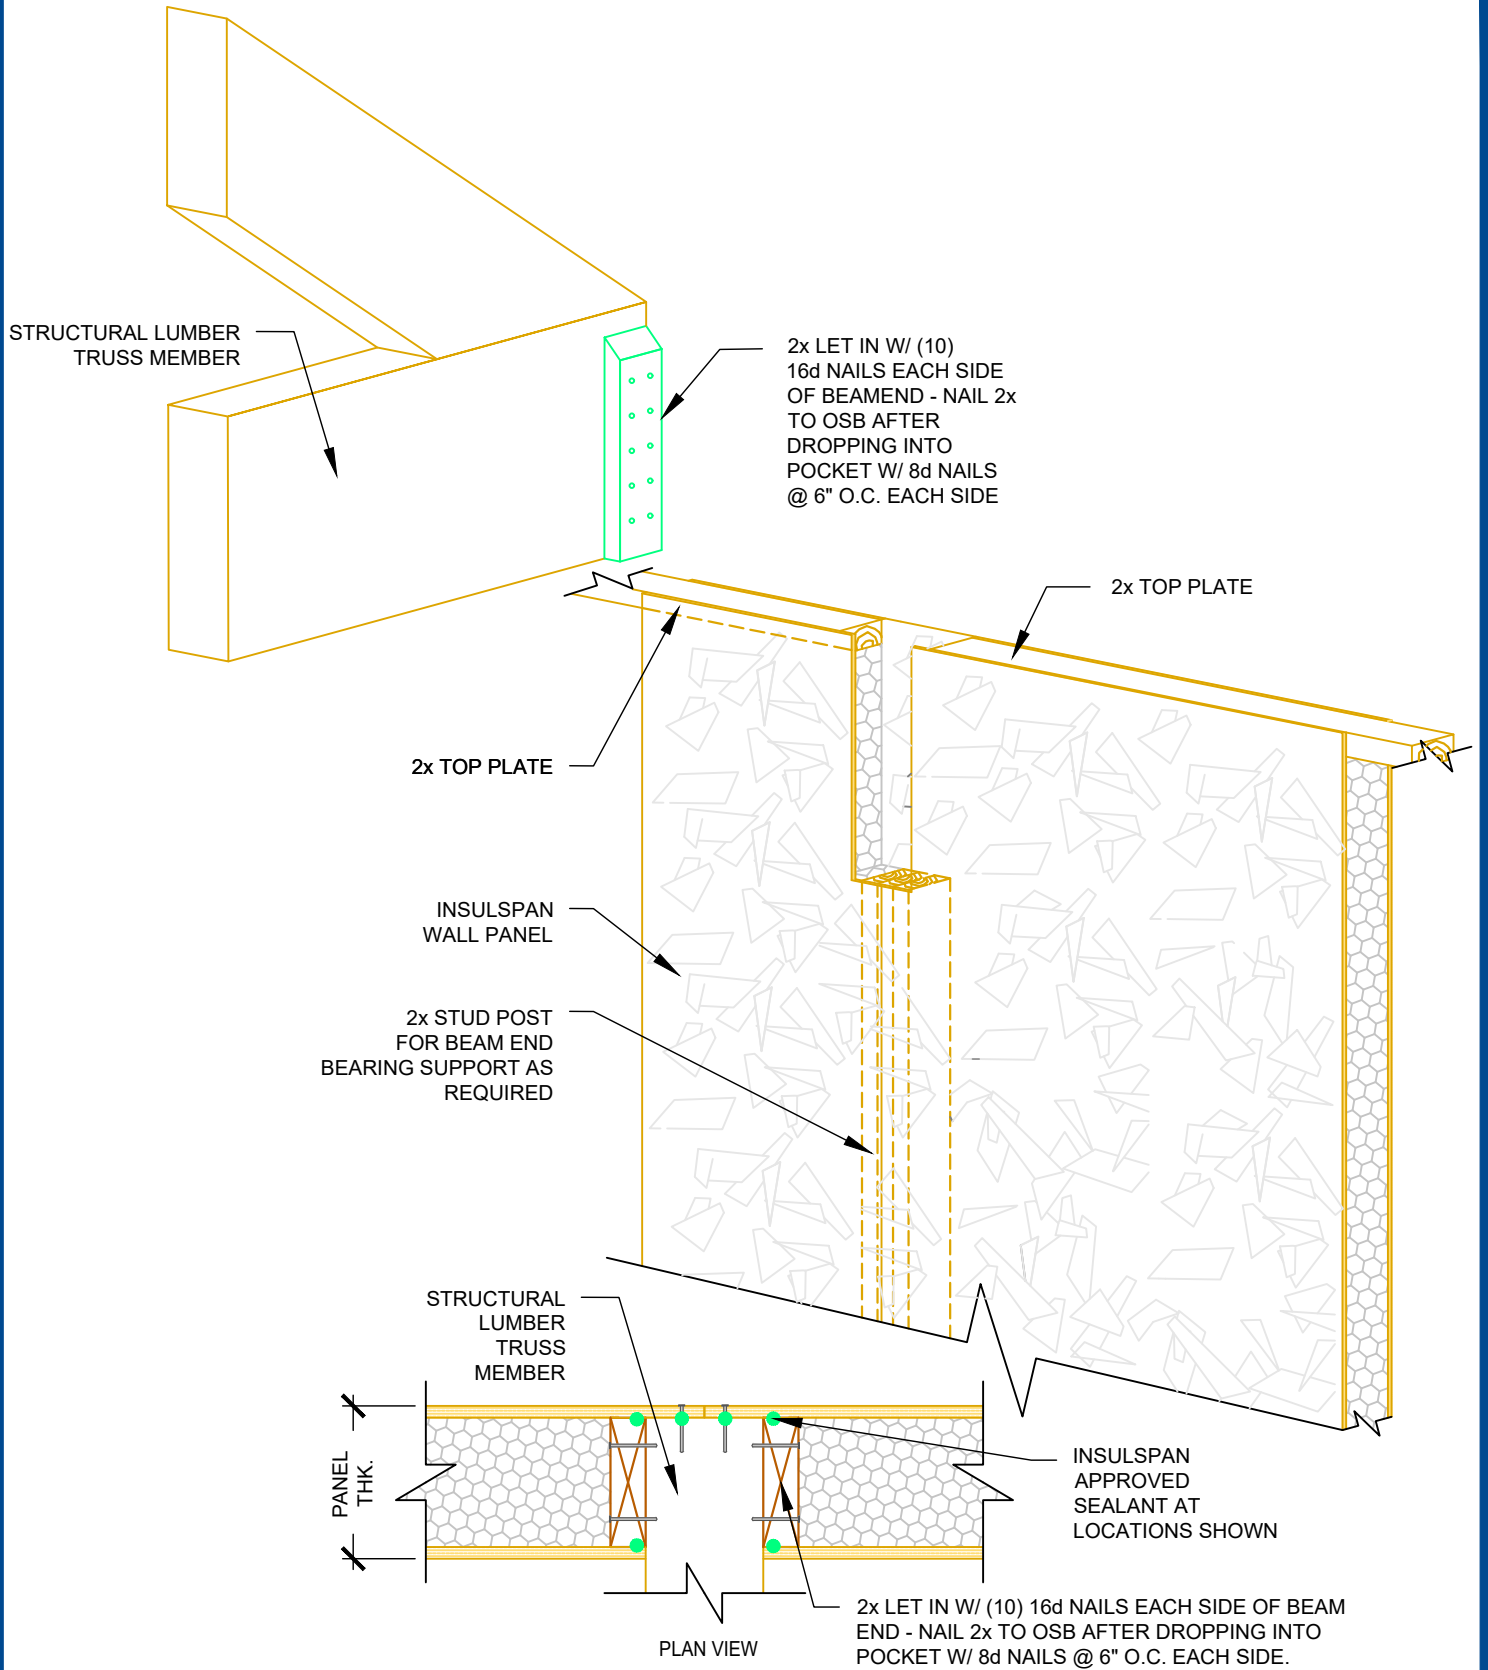 STRUCTURAL LUMBER
TRUSS MEMBER
2x LET IN W/ (10)
16d NAILS EACH SIDE
OF BEAMEND - NAIL 2x
TO OSB AFTER
DROPPING INTO
POCKET W/ 8d NAILS
@ 6" O.C. EACH SIDE
2x TOP PLATE
2x TOP PLATE
INSULSPAN
WALL PANEL
2x STUD POST
FOR BEAM END
BEARING SUPPORT AS
REQUIRED
STRUCTURAL
LUMBER
TRUSS
MEMBER
PANEL
THK.
INSULSPAN
APPROVED
SEALANT AT
LOCATIONS SHOWN
2x LET IN W/ (10) 16d NAILS EACH SIDE OF BEAM
END - NAIL 2x TO OSB AFTER DROPPING INTO
POCKET W/ 8d NAILS @ 6" O.C. EACH SIDE.
PLAN VIEW